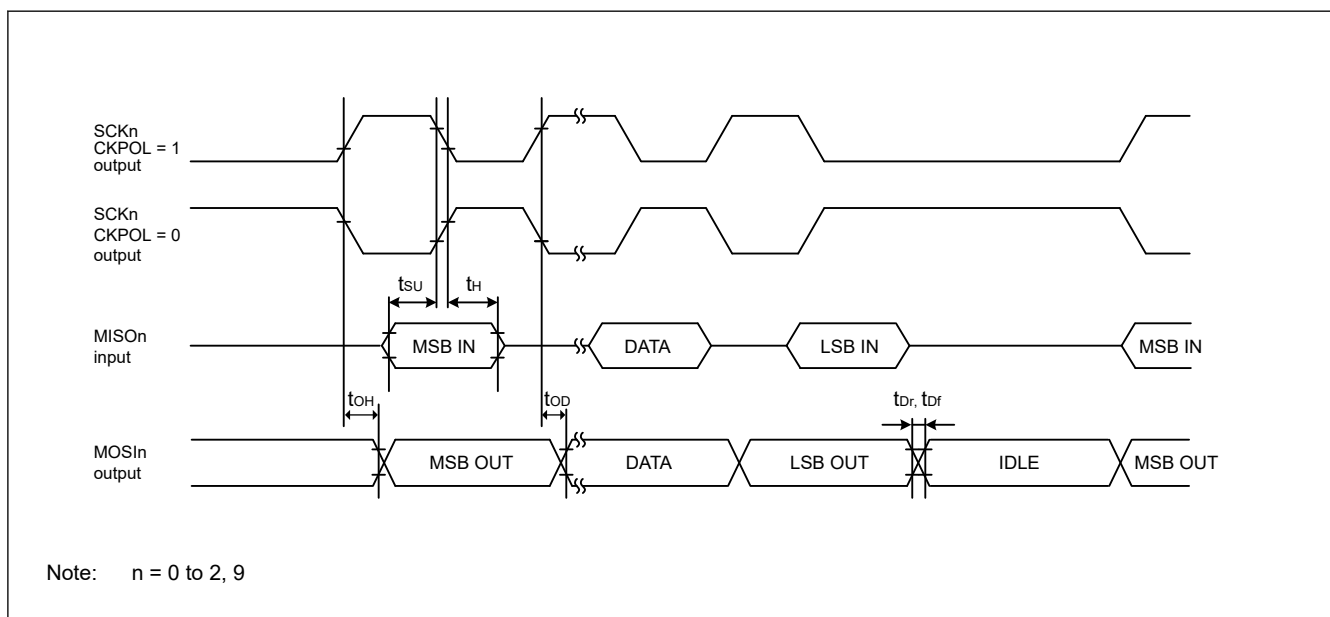 SCKn
CKPOL = 1
output
SCKn
CKPOL = 0
output
tSU
tH
MISOn
input
MSB IN
DATA
LSB IN
MSB IN
tOH
tOD
tDr, tDf
MOSIn
output
MSB OUT
DATA
LSB OUT
IDLE
MSB OUT
Note: n = 0 to 2, 9